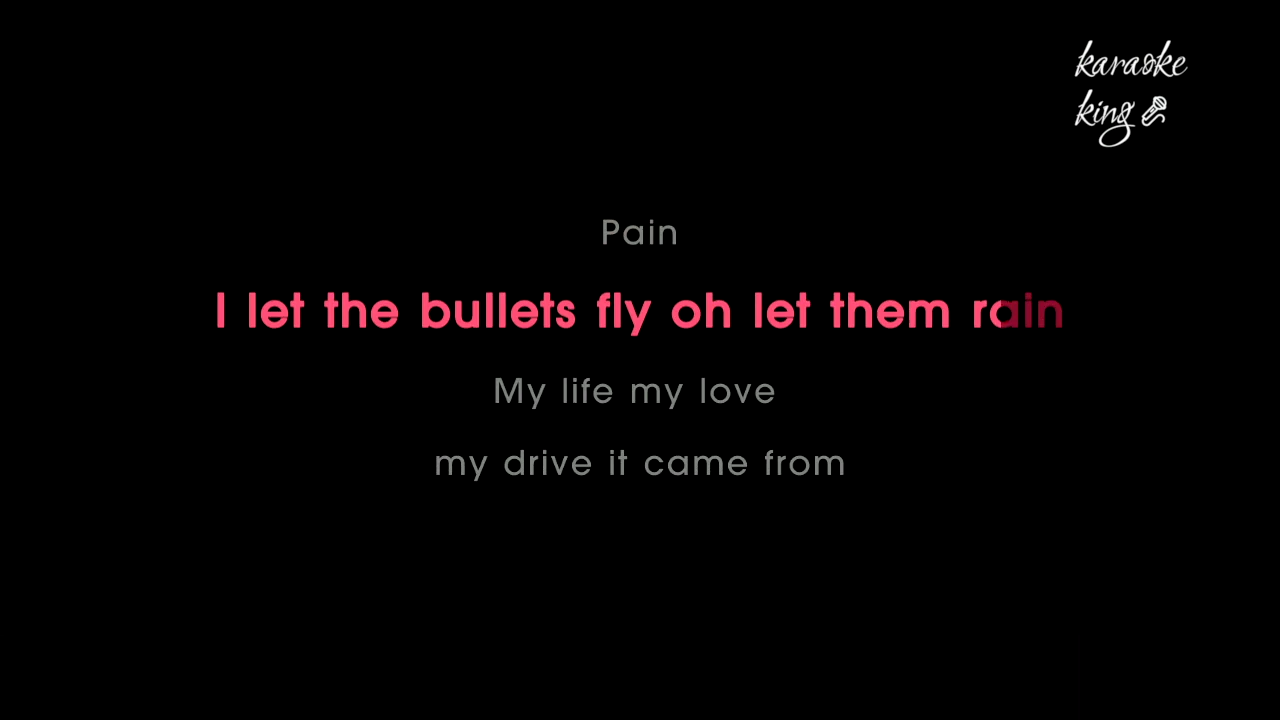 karaoke
king
Pain
I let the bullets fly oh let them rain
My life my love
my drive it came from